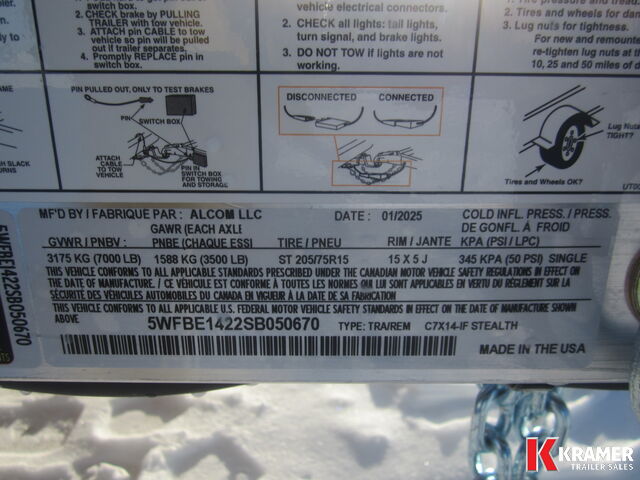 to get parking
electrical connectors.
Tire pressure and tread
2. Check brake by PULLING
TRAILER with tow vehicle.
3. ATTACH pin CABLE to tow
vehicle so pin will be pulled
out if trailer separates.
4. Promptly REPLACE pin in
switch box.
vehicle electrical connectors.
2. CHECK all lights: tail lights,
turn signal, and brake lights.
3. DO NOT TOW if lights are not
working.
2. Tires and wheels for
3. Lug nuts for tightness.
For new and remounted
re-tighten lug nuts at
10, 25 and 50 miles of
PIN PULLED OUT, ONLY TO TEST BRAKES
PIN
SWITCH BOX
ATTACH
CABLE
TO TOW
VEHICLE
PIN IN
SWITCH BOX
FOR TOWING
AND STORAGE
DISCONNECTED
CONNECTED
Lug Nuts
TIGHT?
Tires and Wheels OK?
SLACK
MF'D BY / FABRIQUE PAR : ALCOM LLC DATE : 01/2025 COLD INFL. PRESS. / PRESS.
GAWR (EACH AXLE DE GONFL. À FROID
GVWR / PNBV : PNBE (CHAQUE ESSI TIRE / PNEU RIM / JANTE KPA (PSI / LPC)
3175 KG (7000 LB) 1588 KG (3500 LB) ST 205/75R15 15 X 5 J 345 KPA (50 PSI) SINGLE
THIS VEHICLE CONFORMS TO ALL APPLICABLE STANDARDS PRESCRIBED UNDER THE CANADIAN MOTOR VEHICLE SAFETY REGULATIONS IN EFFECT ON
THE DATE OF MANUFACTURE. / CE VÉHICULE EST CONFORME À TOUTES LES NORMES QUI LUI SONT APPLICABLES EN VERTU DU RÈGLEMENT SUR LA
SÉCURITÉ DES VÉHICULES AUTOMOBILES DU CANADA EN VIGUEUR À LA DATE DE SA FABRICATION.
THIS VEHICLE CONFORMS TO ALL APPLICABLE U.S. FEDERAL MOTOR VEHICLE SAFETY STANDARDS IN EFFECT ON THE DATE OF MANUFACTURE SHOWN
ABOVE
5WFBE1422SB050670 TYPE: TRA/REM C7X14-IF STEALTH
MADE IN THE USA
5WFBE1422SB050670
KRAMER
TRAILER SALES